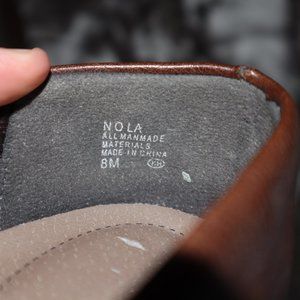 NOLA
ALL MANMADE
MATERIALS
MADE IN CHINA
8M